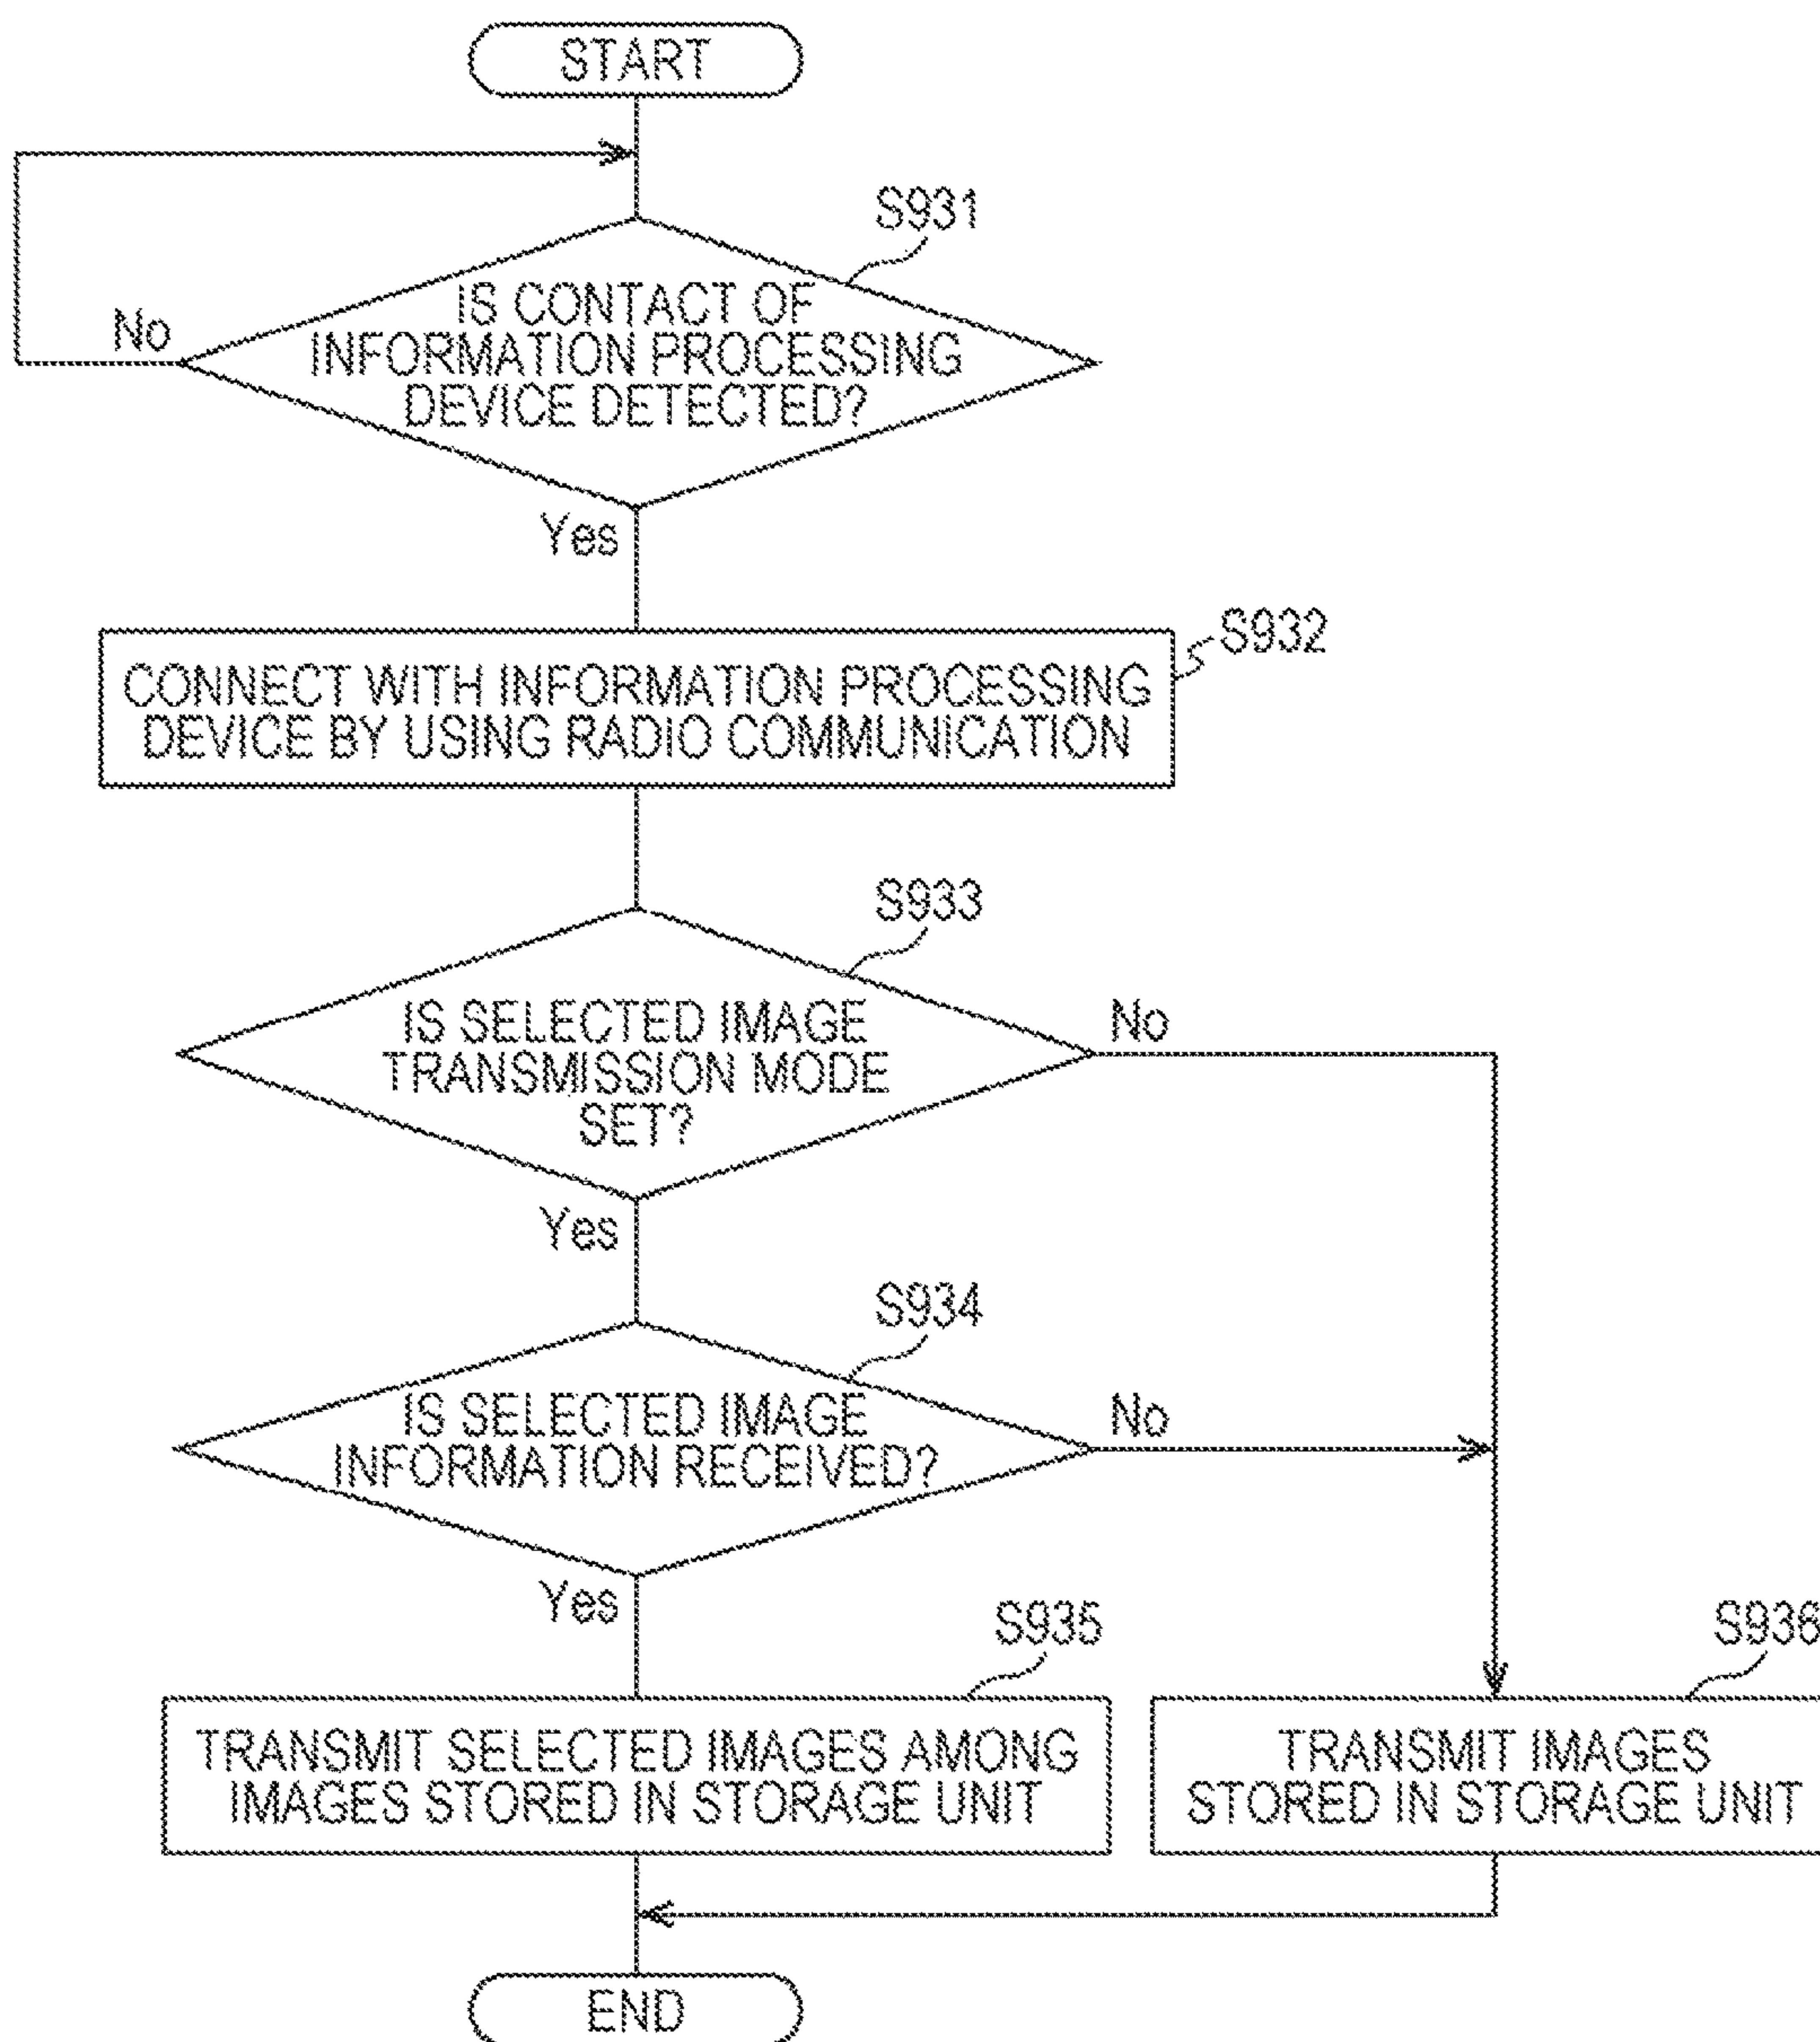 START
S931
IS CONTACT OF
INFORMATION PROCESSING
DEVICE DETECTED?
No
Yes
S932
CONNECT WITH INFORMATION PROCESSING
DEVICE BY USING RADIO COMMUNICATION
S933
IS SELECTED IMAGE
TRANSMISSION MODE
SET?
No
Yes
S934
IS SELECTED IMAGE
INFORMATION RECEIVED?
No
Yes
S935
TRANSMIT SELECTED IMAGES AMONG
IMAGES STORED IN STORAGE UNIT
S936
TRANSMIT IMAGES
STORED IN STORAGE UNIT
END